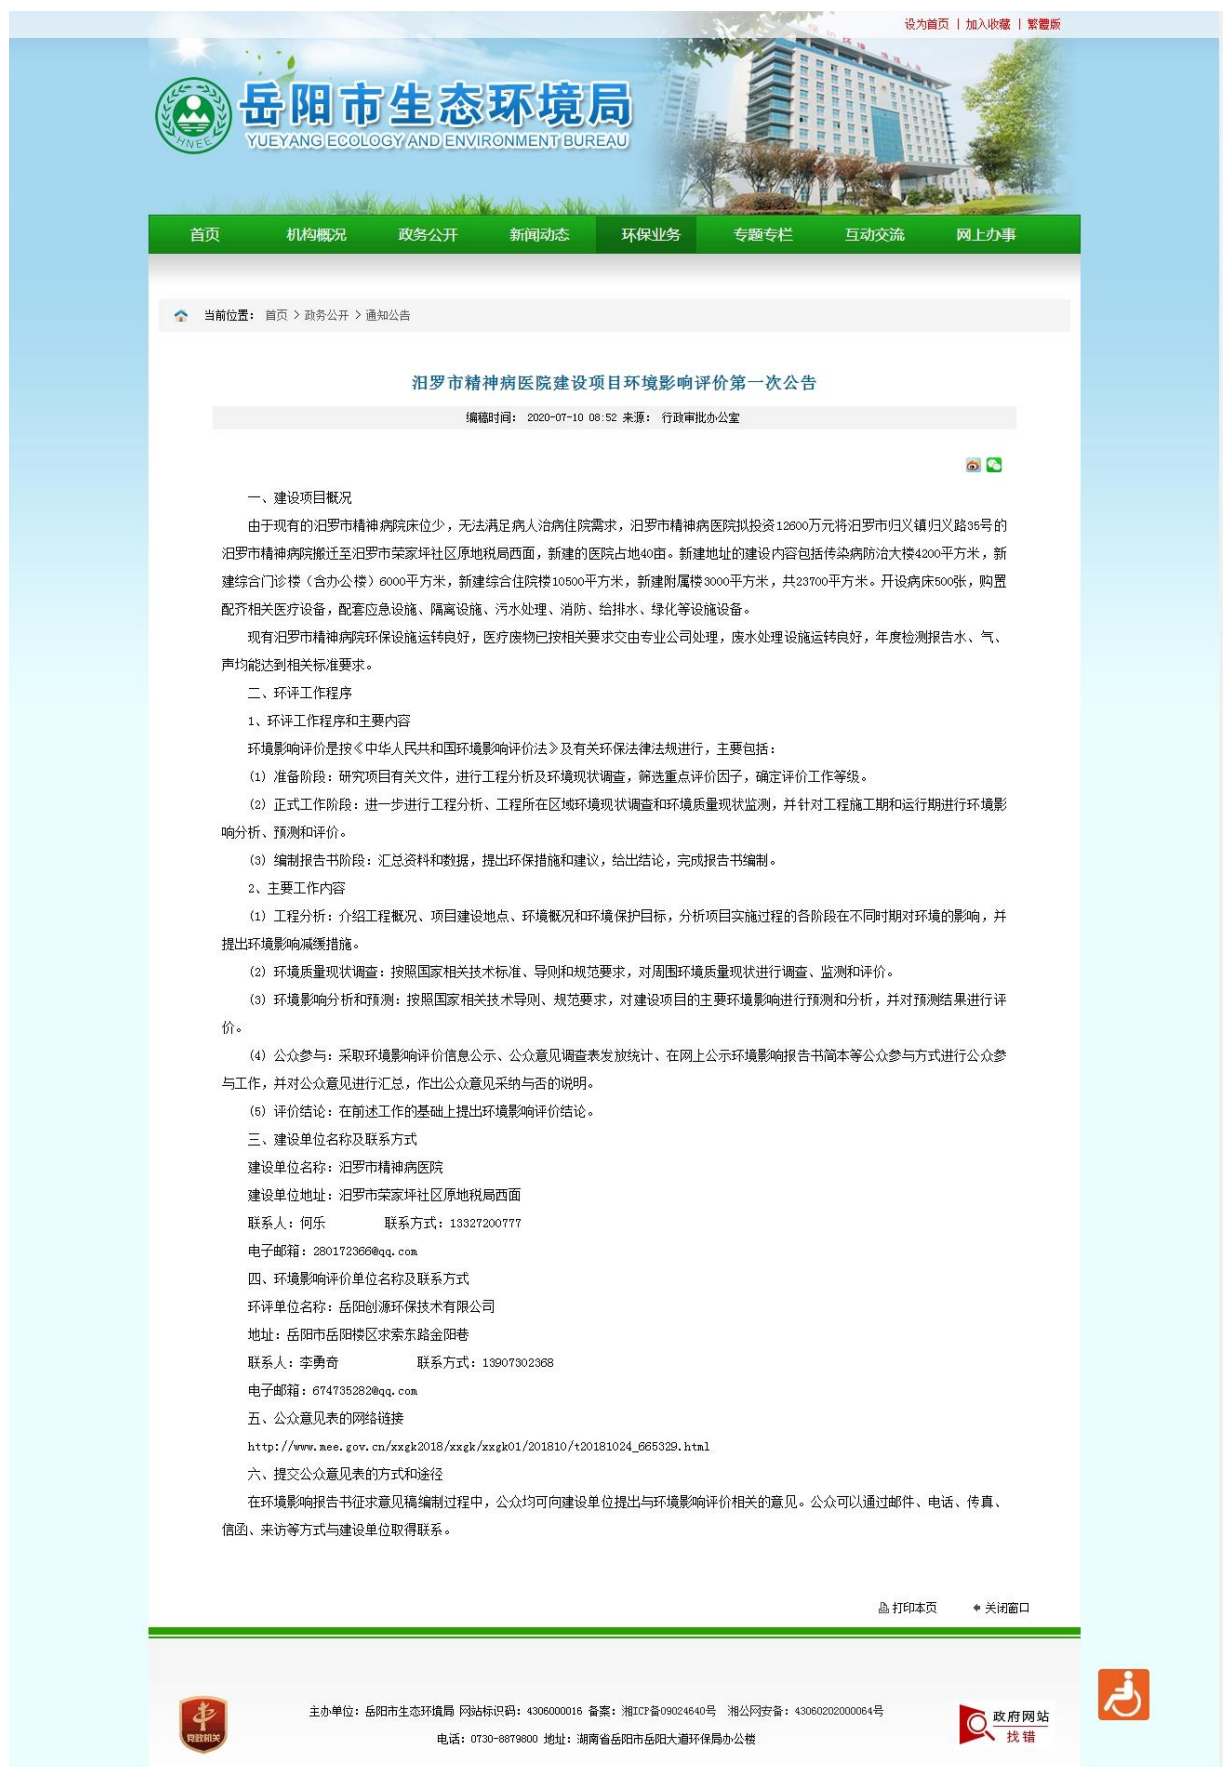 设为首页 | 加入收藏 | 繁體版
岳阳市生态环境局
YUEYANG ECOLOGY AND ENVIRONMENT BUREAU
HNEE
首页 机构概况 政务公开 新闻动态 环保业务 专题专栏 互动交流 网上办事
当前位置： 首页 > 政务公开 > 通知公告
汨罗市精神病医院建设项目环境影响评价第一次公告
编稿时间： 2020-07-10 08:52 来源： 行政审批办公室
一、建设项目概况
由于现有的汨罗市精神病院床位少，无法满足病人治病住院需求，汨罗市精神病医院拟投资12600万元将汨罗市归义镇归义路35号的
汨罗市精神病院搬迁至汨罗市荣家坪社区原地税局西面，新建的医院占地40亩。新建地址的建设内容包括传染病防治大楼4200平方米，新
建综合门诊楼（含办公楼）6000平方米，新建综合住院楼10500平方米，新建附属楼3000平方米，共23700平方米。开设病床500张，购置
配齐相关医疗设备，配套应急设施、隔离设施、污水处理、消防、给排水、绿化等设施设备。
现有汨罗市精神病院环保设施运转良好，医疗废物已按相关要求交由专业公司处理，废水处理设施运转良好，年度检测报告水、气、
声均能达到相关标准要求。
二、环评工作程序
1、环评工作程序和主要内容
环境影响评价是按《中华人民共和国环境影响评价法》及有关环保法律法规进行，主要包括：
（1）准备阶段：研究项目有关文件，进行工程分析及环境现状调查，筛选重点评价因子，确定评价工作等级。
（2）正式工作阶段：进一步进行工程分析、工程所在区域环境现状调查和环境质量现状监测，并针对工程施工期和运行期进行环境影
响分析、预测和评价。
（3）编制报告书阶段：汇总资料和数据，提出环保措施和建议，给出结论，完成报告书编制。
2、主要工作内容
（1）工程分析：介绍工程概况、项目建设地点、环境概况和环境保护目标，分析项目实施过程的各阶段在不同时期对环境的影响，并
提出环境影响减缓措施。
（2）环境质量现状调查：按照国家相关技术标准、导则和规范要求，对周围环境质量现状进行调查、监测和评价。
（3）环境影响分析和预测：按照国家相关技术导则、规范要求，对建设项目的主要环境影响进行预测和分析，并对预测结果进行评
价。
（4）公众参与：采取环境影响评价信息公示、公众意见调查表发放统计、在网上公示环境影响报告书简本等公众参与方式进行公众参
与工作，并对公众意见进行汇总，作出公众意见采纳与否的说明。
（5）评价结论：在前述工作的基础上提出环境影响评价结论。
三、建设单位名称及联系方式
建设单位名称：汨罗市精神病医院
建设单位地址：汨罗市荣家坪社区原地税局西面
联系人：何乐 联系方式：13327200777
电子邮箱：280172366@qq.com
四、环境影响评价单位名称及联系方式
环评单位名称：岳阳创源环保技术有限公司
地址：岳阳市岳阳楼区求索东路金阳巷
联系人：李勇奇 联系方式：13907302368
电子邮箱：674735282@qq.com
五、公众意见表的网络链接
http://www.mee.gov.cn/xxgk2018/xxgk/xxgk01/201810/t20181024_665329.html
六、提交公众意见表的方式和途径
在环境影响报告书征求意见稿编制过程中，公众均可向建设单位提出与环境影响评价相关的意见。公众可以通过邮件、电话、传真、
信函、来访等方式与建设单位取得联系。
打印本页 关闭窗口
党政机关
主办单位：岳阳市生态环境局 网站标识码：4306000016 备案：湘ICP备09024640号 湘公网安备：43060202000064号
电话：0730-8879800 地址：湖南省岳阳市岳阳大道环保局办公楼
政府网站
找错